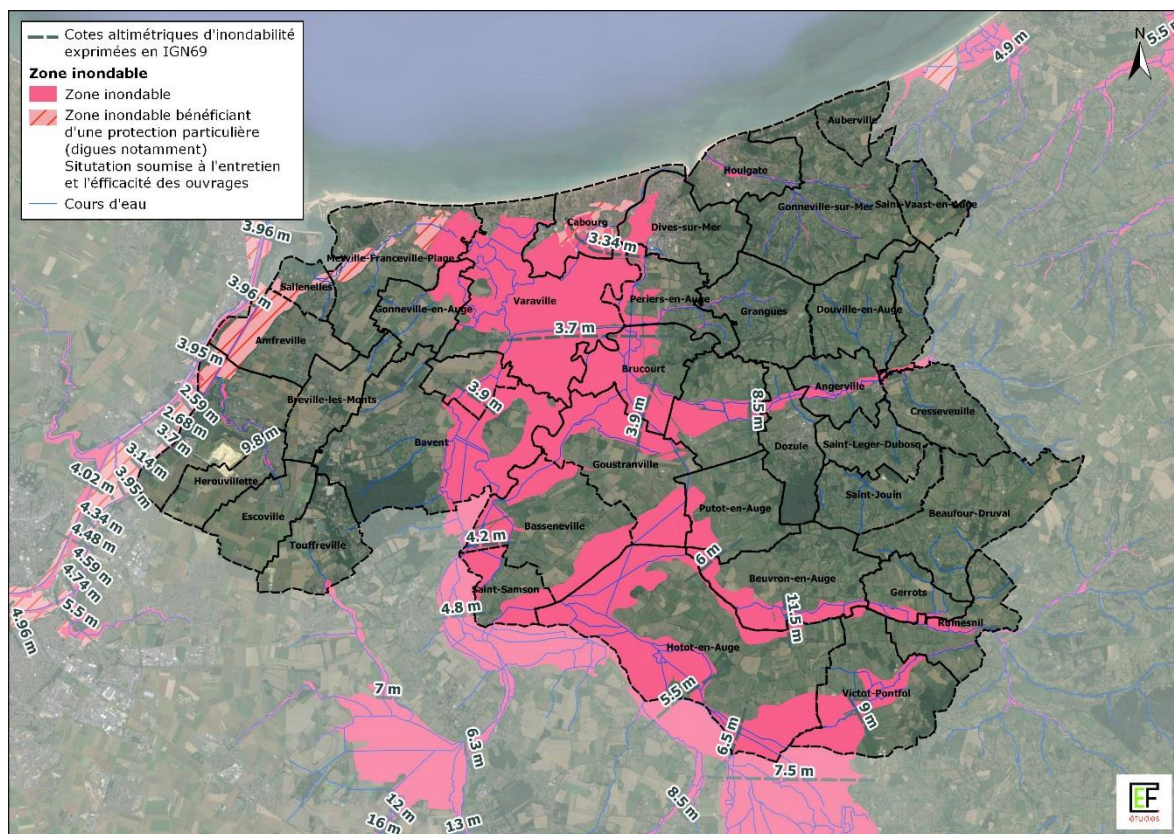 Cotes altimétriques d'inondabilité
exprimées en IGN69
Zone inondable
Zone inondable
Zone inondable bénéficiant
d'une protection particulière
(digues notamment)
Situtation soumise à l'entretien
et l'éfficacité des ouvrages
Cours d'eau
N
5.5 m
4.9 m
Auberville
Houlgate
Gonneville-sur-Mer
Saint-Vaast-en-Auge
Cabourg
Dives-sur-Mer
3.34 m
3.96 m
Merville-Franceville-Plage
Sallenelles
3.96 m
Gonneville-en-Auge
Varaville
Periers-en-Auge
Grangues
Douville-en-Auge
3.7 m
Amfreville
3.95 m
Brucourt
Angerville
2.59 m
Breville-les-Monts
3.9 m
3.9 m
8.5 m
Cresseveuille
2.68 m
3.7 m
9.8 m
Bavent
Dozule
Saint-Leger-Dubosq
3.14 m
3.95 m
4.02 m
Goustranville
Herouvillette
Putot-en-Auge
Saint-Jouin
Beaufour-Druval
4.34 m
Escoville
Basseneville
4.48 m
Touffreville
4.2 m
4.59 m
6 m
4.74 m
Beuvron-en-Auge
5.5 m
4.8 m
Saint-Samson
Gerrots
4.96 m
11.5 m
Rumesnil
Hotot-en-Auge
7 m
5.5 m
Victot-Pontfol
9 m
6.3 m
6.5 m
7.5 m
8.5 m
12 m
16 m
13 m
EF
études